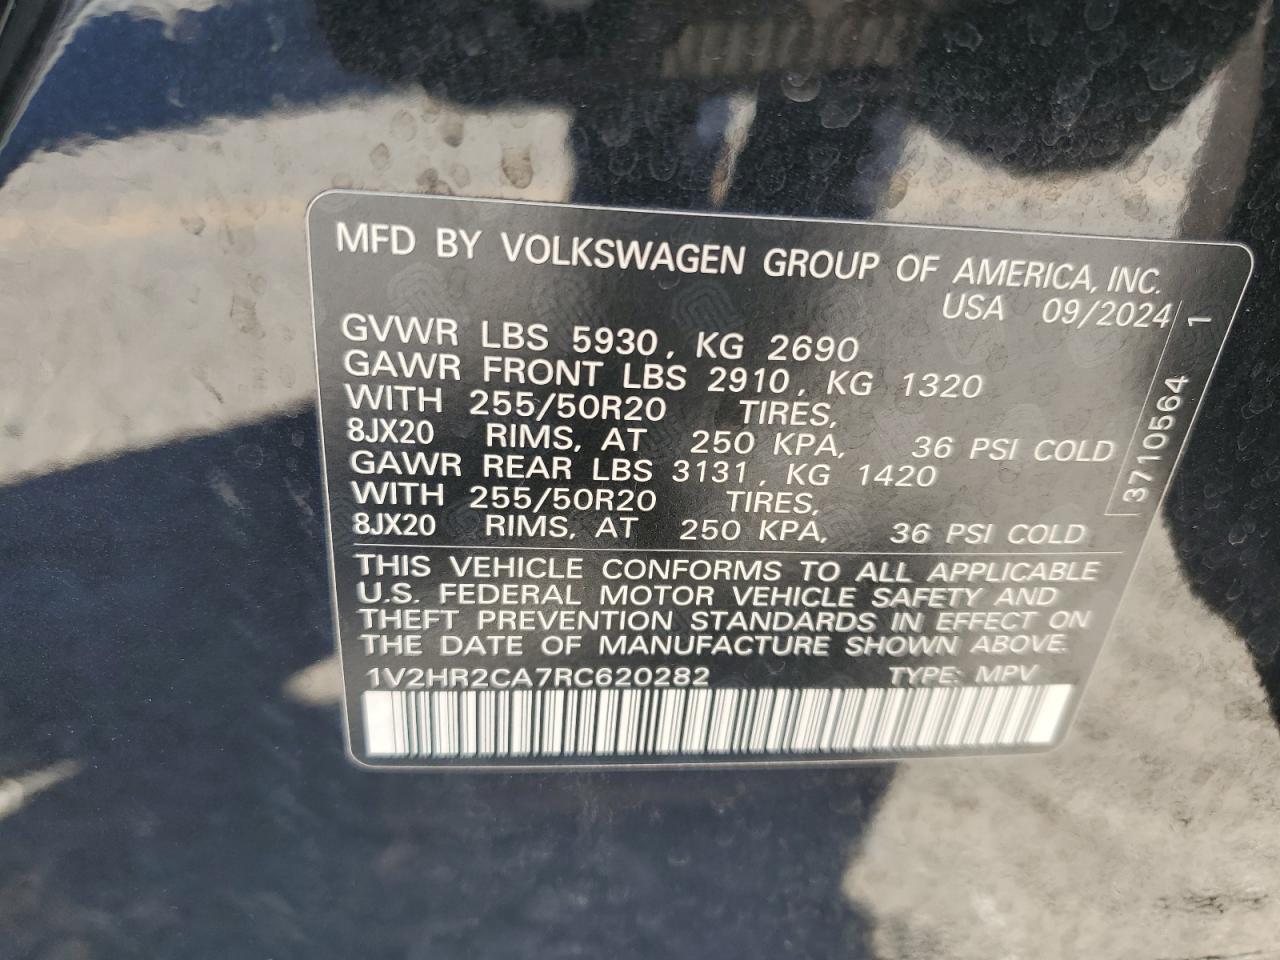 MFD BY VOLKSWAGEN GROUP OF AMERICA, INC.
USA 09/2024
GVWR LBS 5930, KG 2690
GAWR FRONT LBS 2910, KG 1320
WITH 255/50R20 TIRES,
8JX20 RIMS, AT 250 KPA, 36 PSI COLD
GAWR REAR LBS 3131, KG 1420
WITH 255/50R20 TIRES,
8JX20 RIMS, AT 250 KPA, 36 PSI COLD
THIS VEHICLE CONFORMS TO ALL APPLICABLE
U.S. FEDERAL MOTOR VEHICLE SAFETY AND
THEFT PREVENTION STANDARDS IN EFFECT ON
THE DATE OF MANUFACTURE SHOWN ABOVE.
1V2HR2CA7RC620282 TYPE: MPV
3710564 1